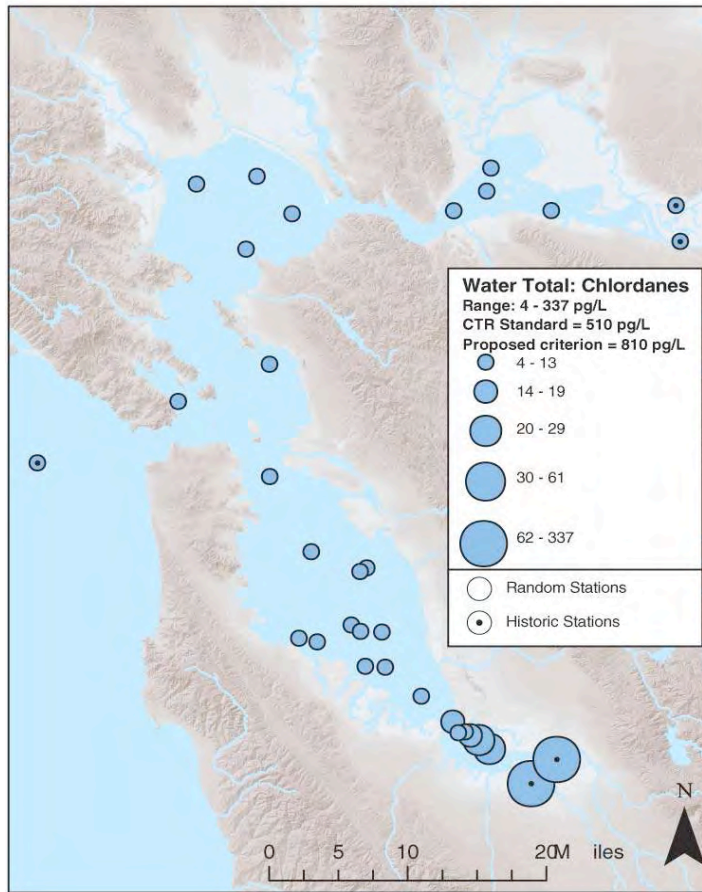 Water Total: Chlordanes
Range: 4 - 337 pg/L
CTR Standard = 510 pg/L
Proposed criterion = 810 pg/L
4 - 13
14 - 19
20 - 29
30 - 61
62 - 337
Random Stations
Historic Stations
N
0 5 10 20 M iles